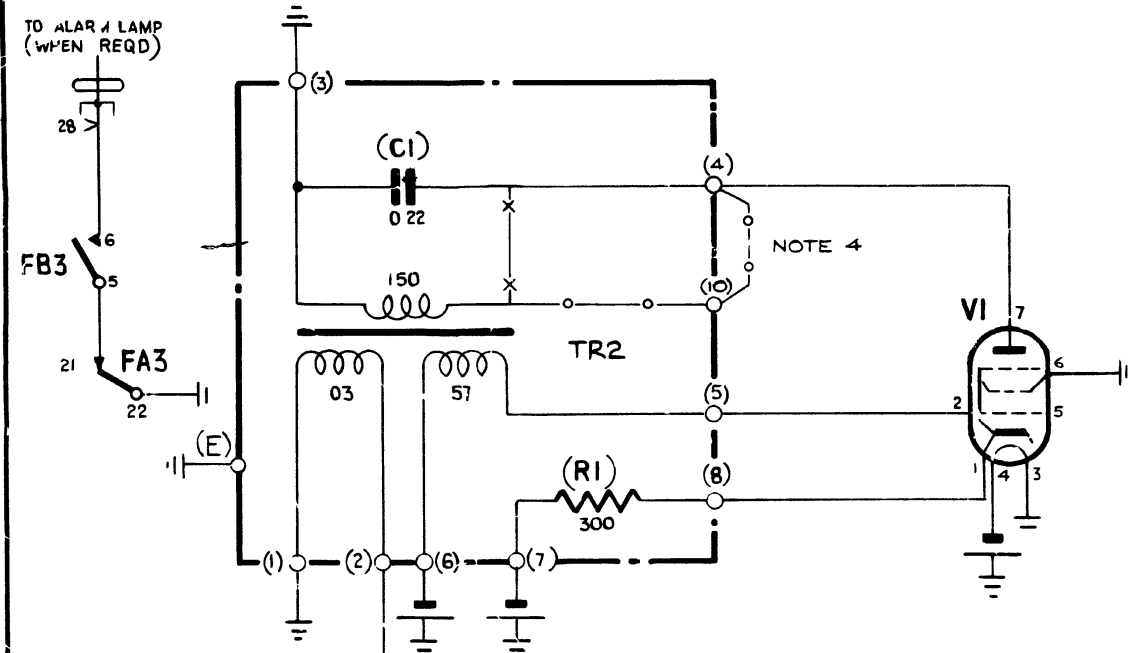 TO ALARM LAMP
(WHEN REQD)
28
6
FB3
5
21
FA3
22
(E)
(3)
(C1)
0 22
(4)
NOTE 4
150
(10)
TR2
03
57
(5)
(R1)
300
(8)
(1)
(2)
(6)
(7)
V1
7
6
2
5
1
4
3